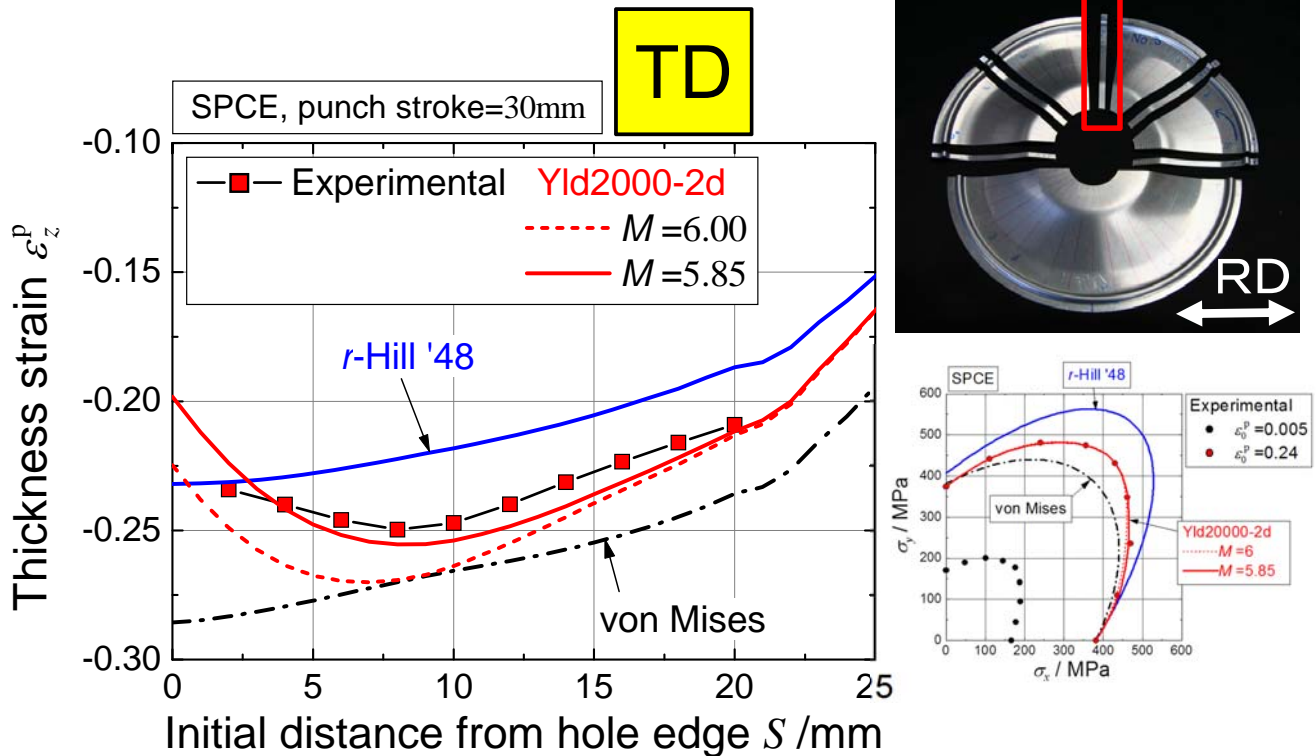 TD
SPCE, punch stroke=30mm
Experimental
Yld2000-2d
M =6.00
M =5.85
r-Hill '48
von Mises
-0.10
-0.15
-0.20
-0.25
-0.30
Thickness strain ε_z^p
0 5 10 15 20 25
Initial distance from hole edge S /mm
No.5
RD
SPCE
r-Hill '48
Experimental
ε_0^p =0.005
ε_0^p =0.24
von Mises
Yld20000-2d
M=6
M=5.85
600
500
400
300
200
100
0
σ_y / MPa
0 100 200 300 400 500 600
σ_x / MPa